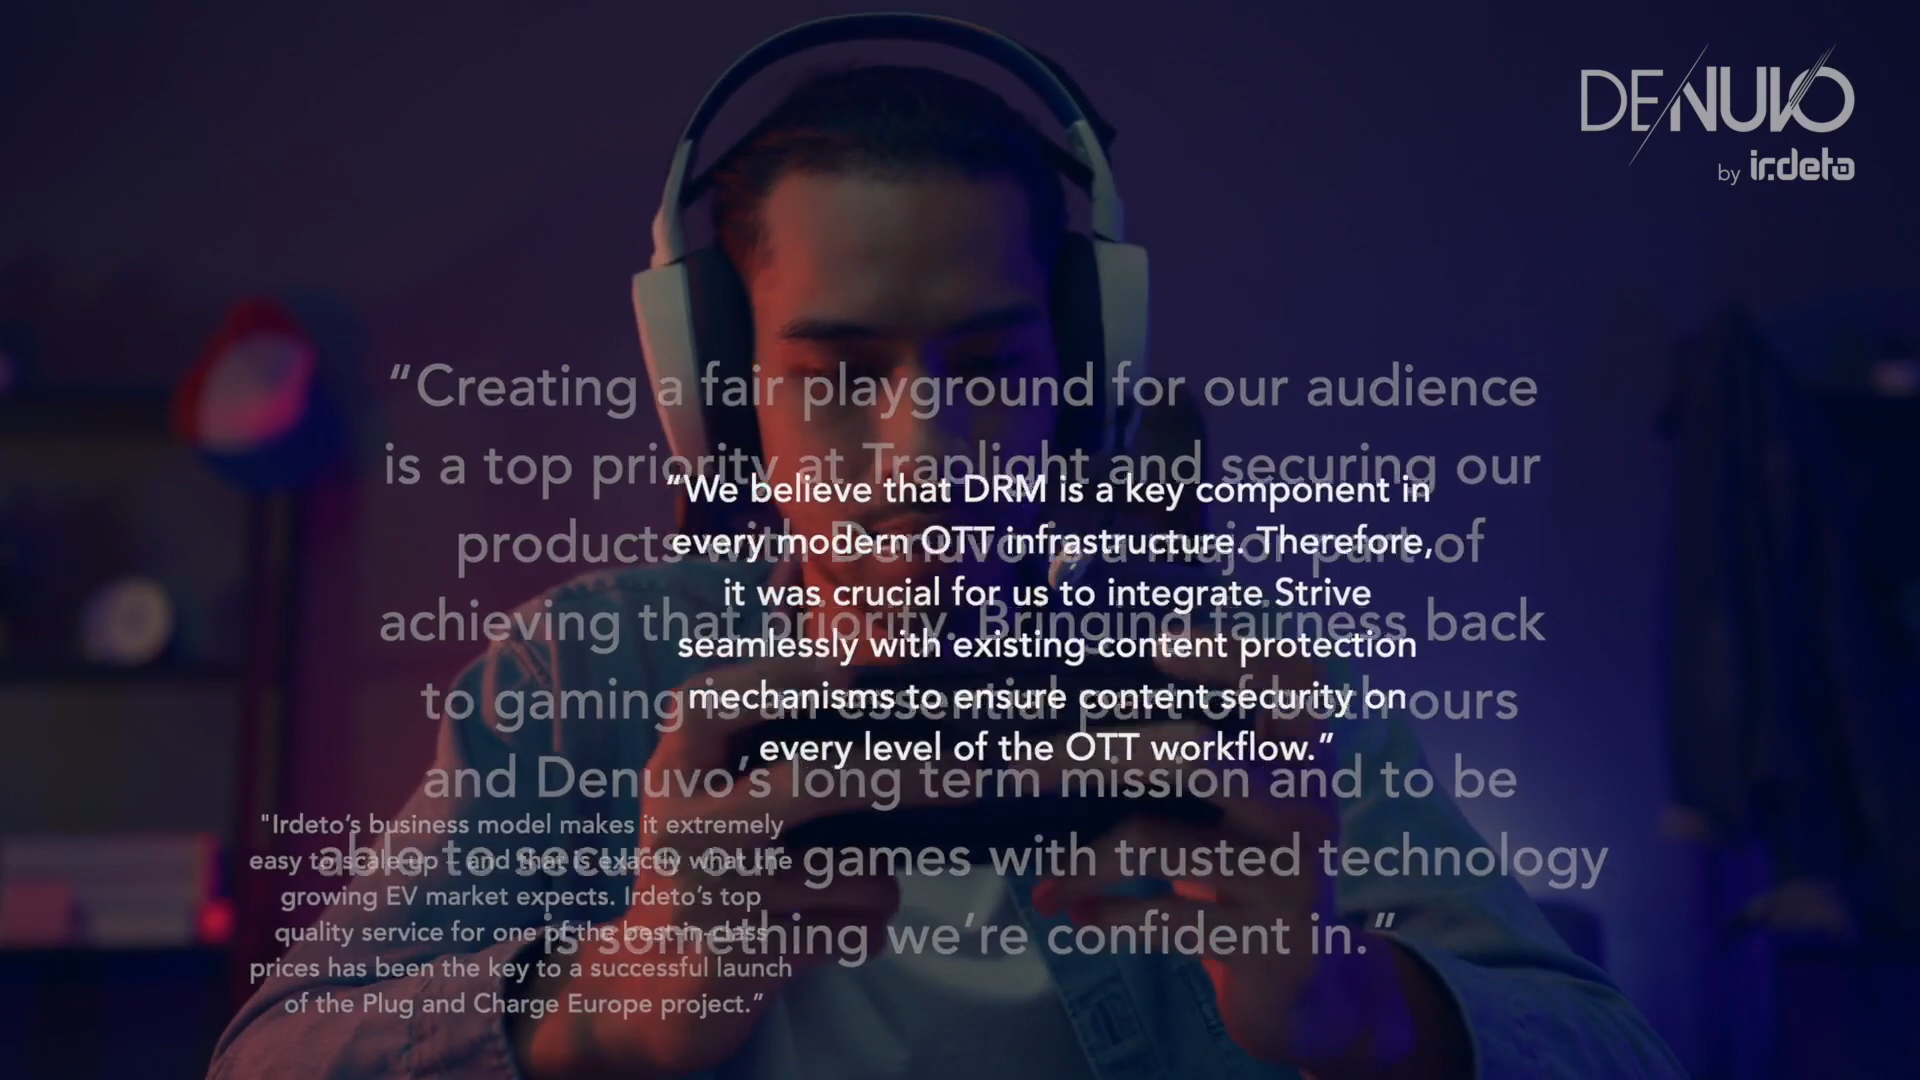 DENUVO
by irdeto
“Creating a fair playground for our audience
is a top priority at Traplight and securing our
products with Denuvo is a major part of
achieving that priority. Bringing fairness back
to gaming is an essential part of both ours
and Denuvo’s long term mission and to be
able to secure our games with trusted technology
is something we’re confident in.”
“We believe that DRM is a key component in
every modern OTT infrastructure. Therefore,
it was crucial for us to integrate Strive
seamlessly with existing content protection
mechanisms to ensure content security on
every level of the OTT workflow.”
"Irdeto’s business model makes it extremely
easy to scale up – and that is exactly what the
growing EV market expects. Irdeto’s top
quality service for one of the best-in-class
prices has been the key to a successful launch
of the Plug and Charge Europe project.”